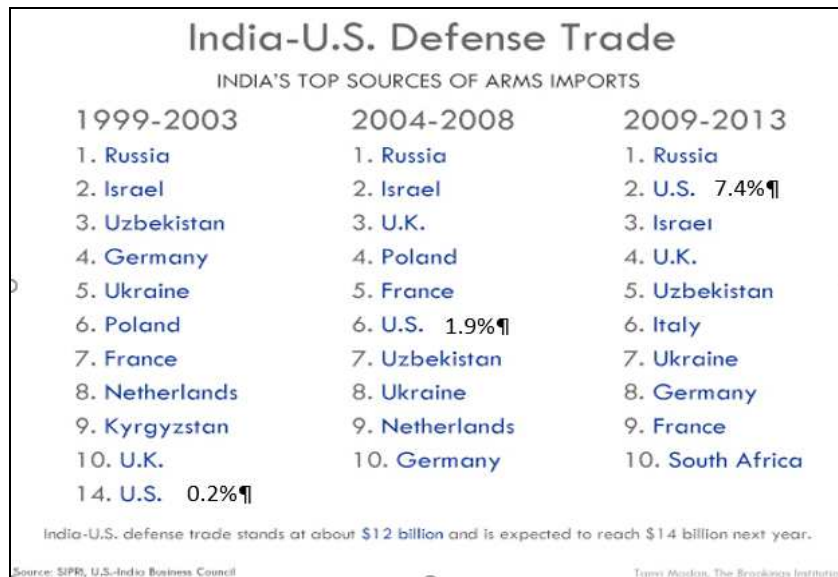 India-U.S. Defense Trade
INDIA'S TOP SOURCES OF ARMS IMPORTS
1999-2003
1. Russia
2. Israel
3. Uzbekistan
4. Germany
5. Ukraine
6. Poland
7. France
8. Netherlands
9. Kyrgyzstan
10. U.K.
14. U.S. 0.2%¶
2004-2008
1. Russia
2. Israel
3. U.K.
4. Poland
5. France
6. U.S. 1.9%¶
7. Uzbekistan
8. Ukraine
9. Netherlands
10. Germany
2009-2013
1. Russia
2. U.S. 7.4%¶
3. Israel
4. U.K.
5. Uzbekistan
6. Italy
7. Ukraine
8. Germany
9. France
10. South Africa
India-U.S. defense trade stands at about $12 billion and is expected to reach $14 billion next year.
Source: SIPRI, U.S.-India Business Council
Tanvi Madan, The Brookings Institution